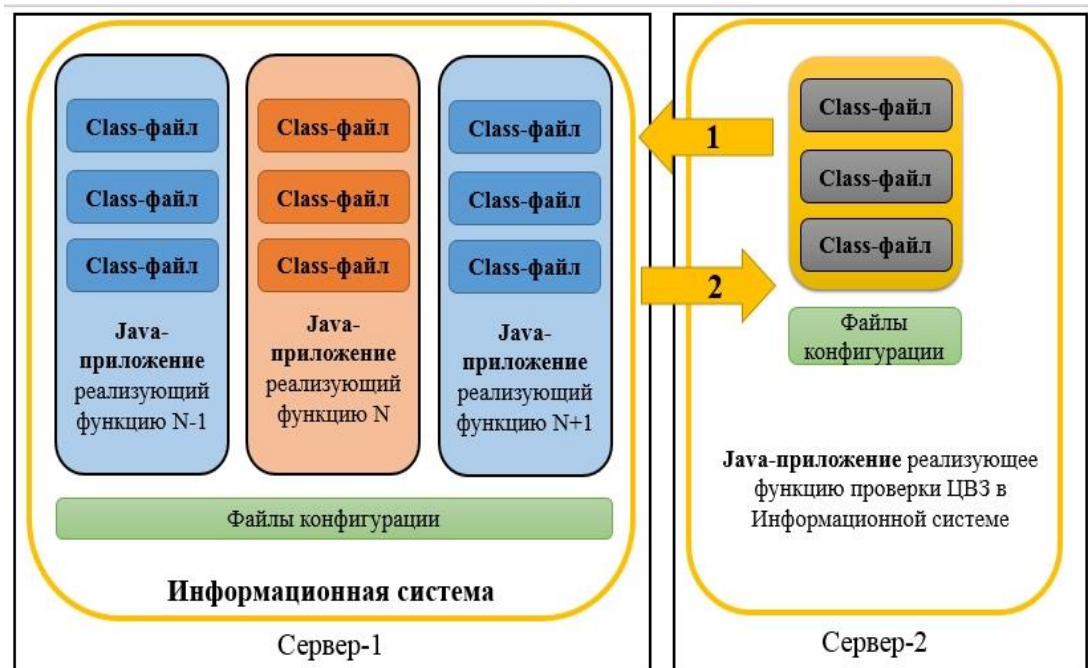 Class-файл
Class-файл
Class-файл
Java-
приложение
реализующий
функцию N-1
Class-файл
Class-файл
Class-файл
Java-
приложение
реализующий
функцию N
Class-файл
Class-файл
Class-файл
Java-
приложение
реализующий
функцию N+1
Файлы конфигурации
Информационная система
Сервер-1
1
2
Class-файл
Class-файл
Class-файл
Файлы
конфигурации
Java-приложение реализующее
функцию проверки ЦВЗ в
Информационной системе
Сервер-2